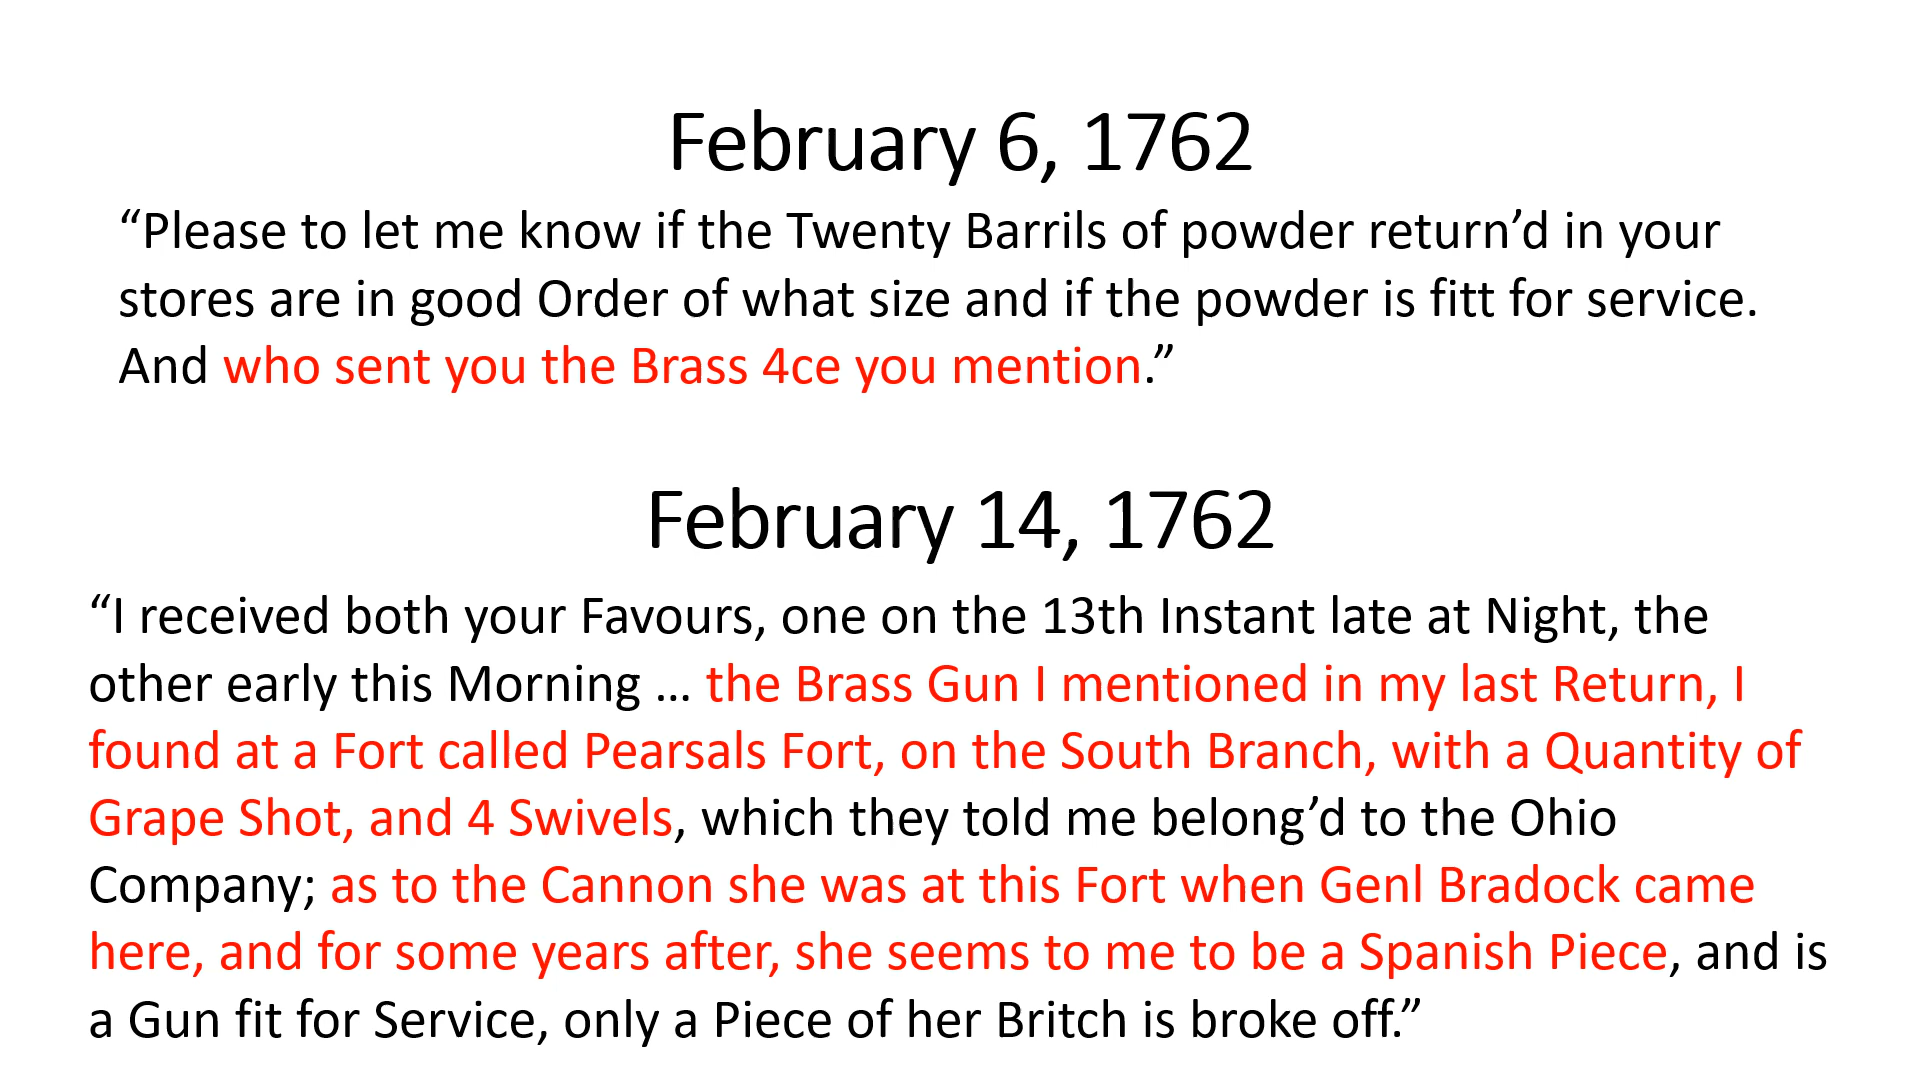 February 6, 1762
“Please to let me know if the Twenty Barrils of powder return’d in your
stores are in good Order of what size and if the powder is fitt for service.
And who sent you the Brass 4ce you mention.”
February 14, 1762
“I received both your Favours, one on the 13th Instant late at Night, the
other early this Morning … the Brass Gun I mentioned in my last Return, I
found at a Fort called Pearsals Fort, on the South Branch, with a Quantity of
Grape Shot, and 4 Swivels, which they told me belong’d to the Ohio
Company; as to the Cannon she was at this Fort when Genl Bradock came
here, and for some years after, she seems to me to be a Spanish Piece, and is
a Gun fit for Service, only a Piece of her Britch is broke off.”